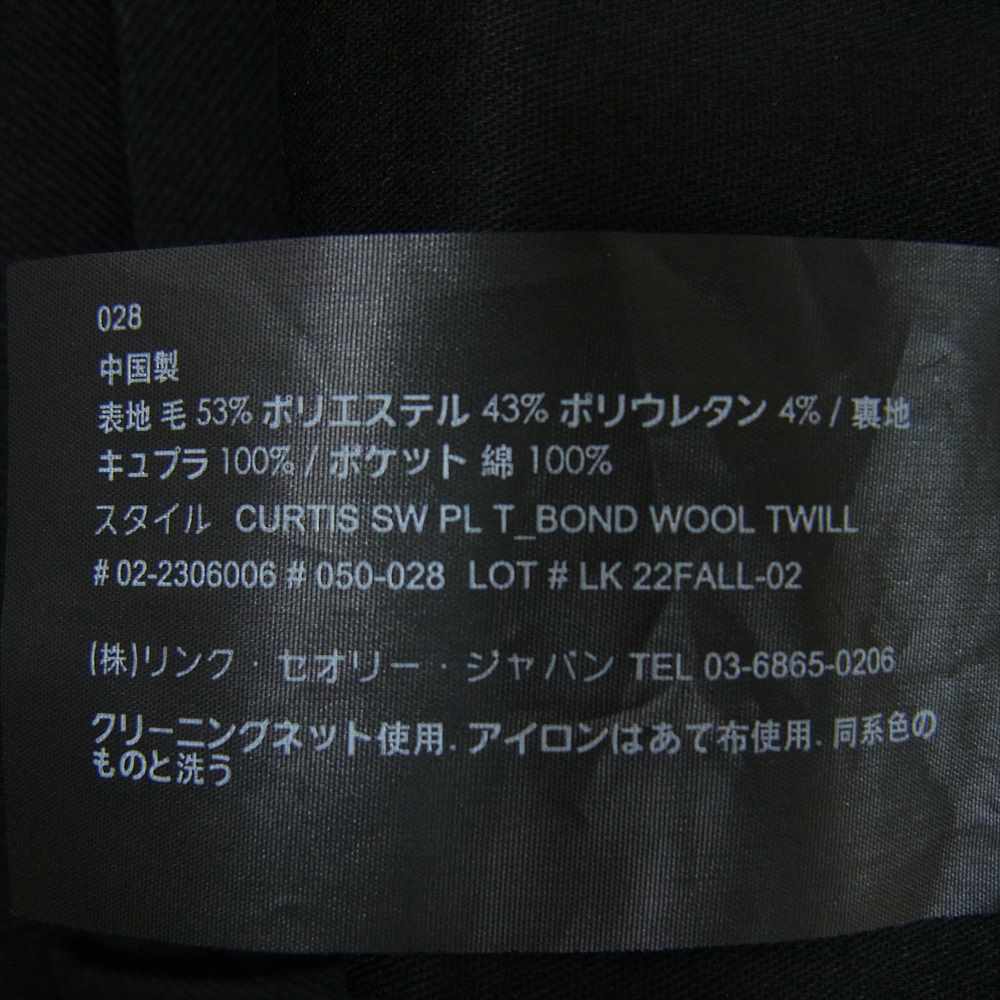 028
中国製
表地 毛 53% ポリエステル 43% ポリウレタン 4% / 裏地
キュプラ 100% / ポケット 綿 100%
スタイル CURTIS SW PL T_BOND WOOL TWILL
# 02-2306006 # 050-028 LOT # LK 22FALL-02
(株)リンク・セオリー・ジャパン TEL 03-6865-0206
クリーニングネット使用. アイロンはあて布使用. 同系色の
ものと洗う